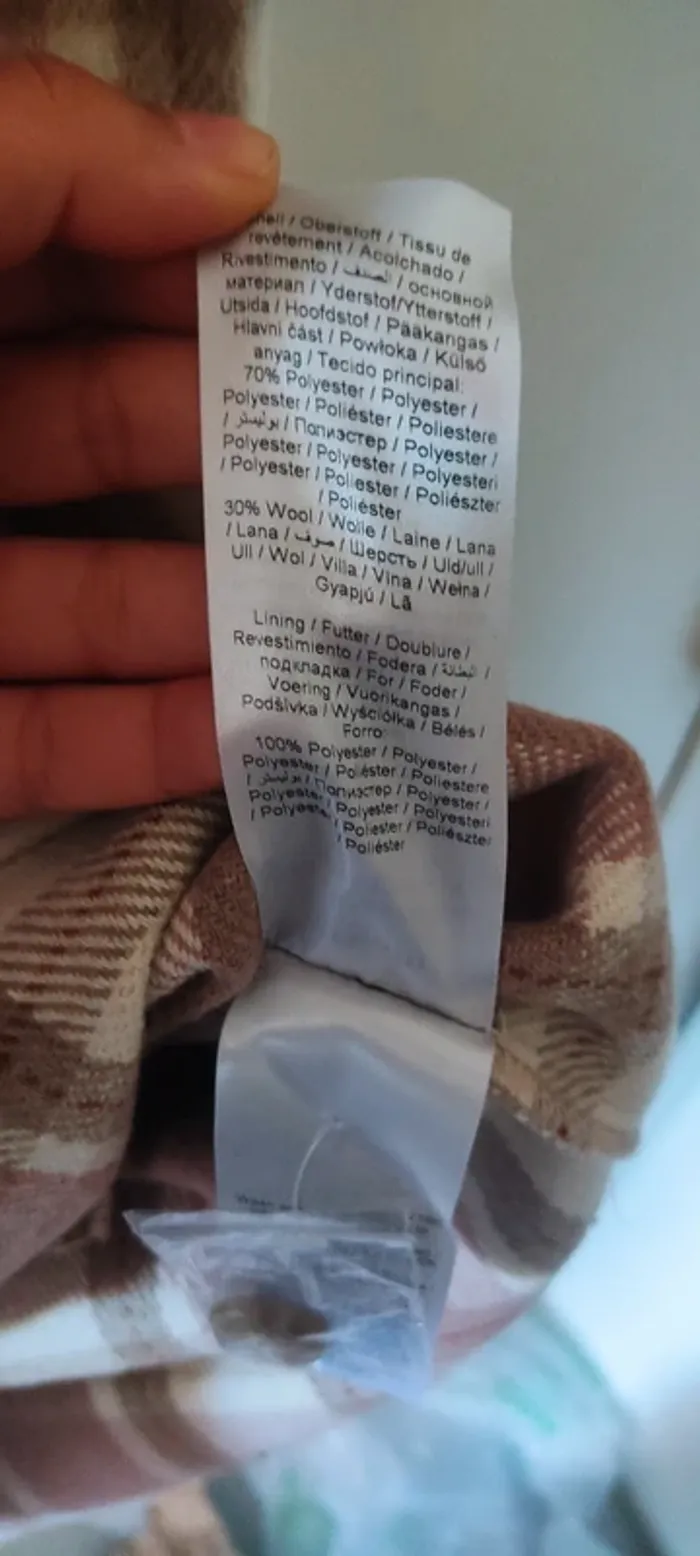 / Oberstoff / Tissu de
revêtement / Acolchado /
Rivestimento / الصدف / основной
материал / Yderstof/Ytterstoff /
Utsida / Hoofdstof / Pääkangas /
Hlavní část / Powłoka / Külső
anyag / Tecido principal:
70% Polyester / Polyester /
Polyester / Poliéster / Poliestere
/ بوليستر / Полиэстер / Polyester /
Polyester / Polyester / Polyesteri
/ Polyester / Poliester / Poliészter
/ Poliéster
30% Wool / Wolle / Laine / Lana
/ Lana / صوف / Шерсть / Uld/ull /
Ull / Wol / Villa / Vlna / Wełna /
Gyapjú / Lã
Lining / Futter / Doublure /
Revestimiento / Fodera / البطانة /
подкладка / For / Foder /
Voering / Vuorikangas /
Podšívka / Wyściółka / Bélés /
Forro:
100% Polyester / Polyester /
Polyester / Poliéster / Poliestere
/ بوليستر / Полиэстер / Polyester /
Polyester / Polyester / Polyesteri
/ Polyester / Poliester / Poliészter
/ Poliéster